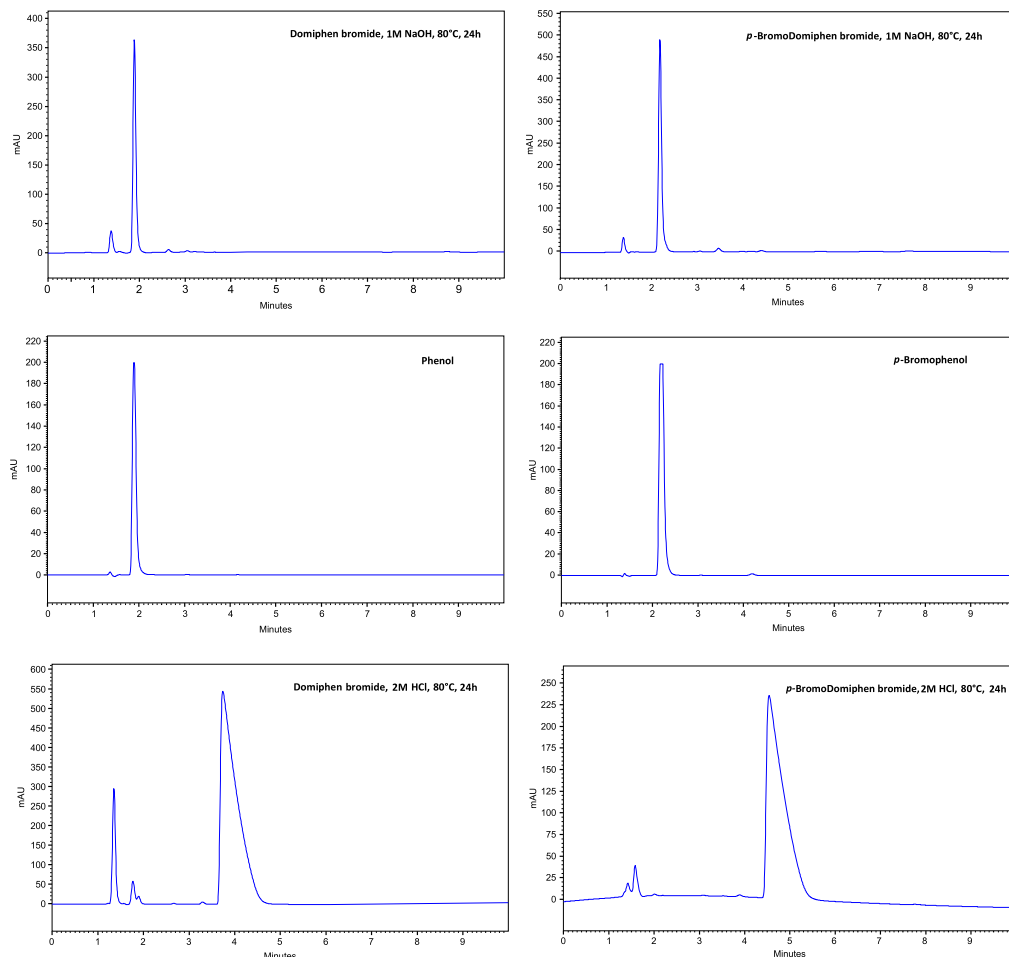 Domiphen bromide, 1M NaOH, 80°C, 24h
400
350
300
250
200
150
100
50
0
mAU
0 1 2 3 4 5 6 7 8 9
Minutes
p-BromoDomiphen bromide, 1M NaOH, 80°C, 24h
550
500
450
400
350
300
250
200
150
100
50
0
mAU
0 1 2 3 4 5 6 7 8 9
Minutes
Phenol
220
200
180
160
140
120
100
80
60
40
20
0
mAU
0 1 2 3 4 5 6 7 8 9
Minutes
p-Bromophenol
220
200
180
160
140
120
100
80
60
40
20
0
mAU
0 1 2 3 4 5 6 7 8 9
Minutes
Domiphen bromide, 2M HCl, 80°C, 24h
600
550
500
450
400
350
300
250
200
150
100
50
0
mAU
0 1 2 3 4 5 6 7 8 9
Minutes
p-BromoDomiphen bromide, 2M HCl, 80°C, 24h
250
225
200
175
150
125
100
75
50
25
0
mAU
0 1 2 3 4 5 6 7 8 9
Minutes